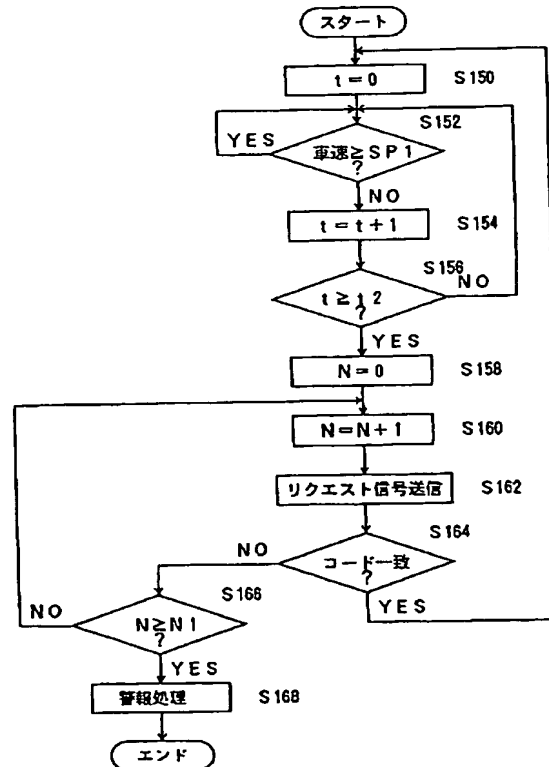 スタート
t=0 S150
S152
YES 車速≧SP1
?
NO
t=t+1 S154
S156
t≧t2 NO
?
YES
N=0 S158
N=N+1 S160
リクエスト信号送信 S162
S164
NO コード一致
?
YES
S166
NO N≧N1
?
YES
警報処理 S168
エンド